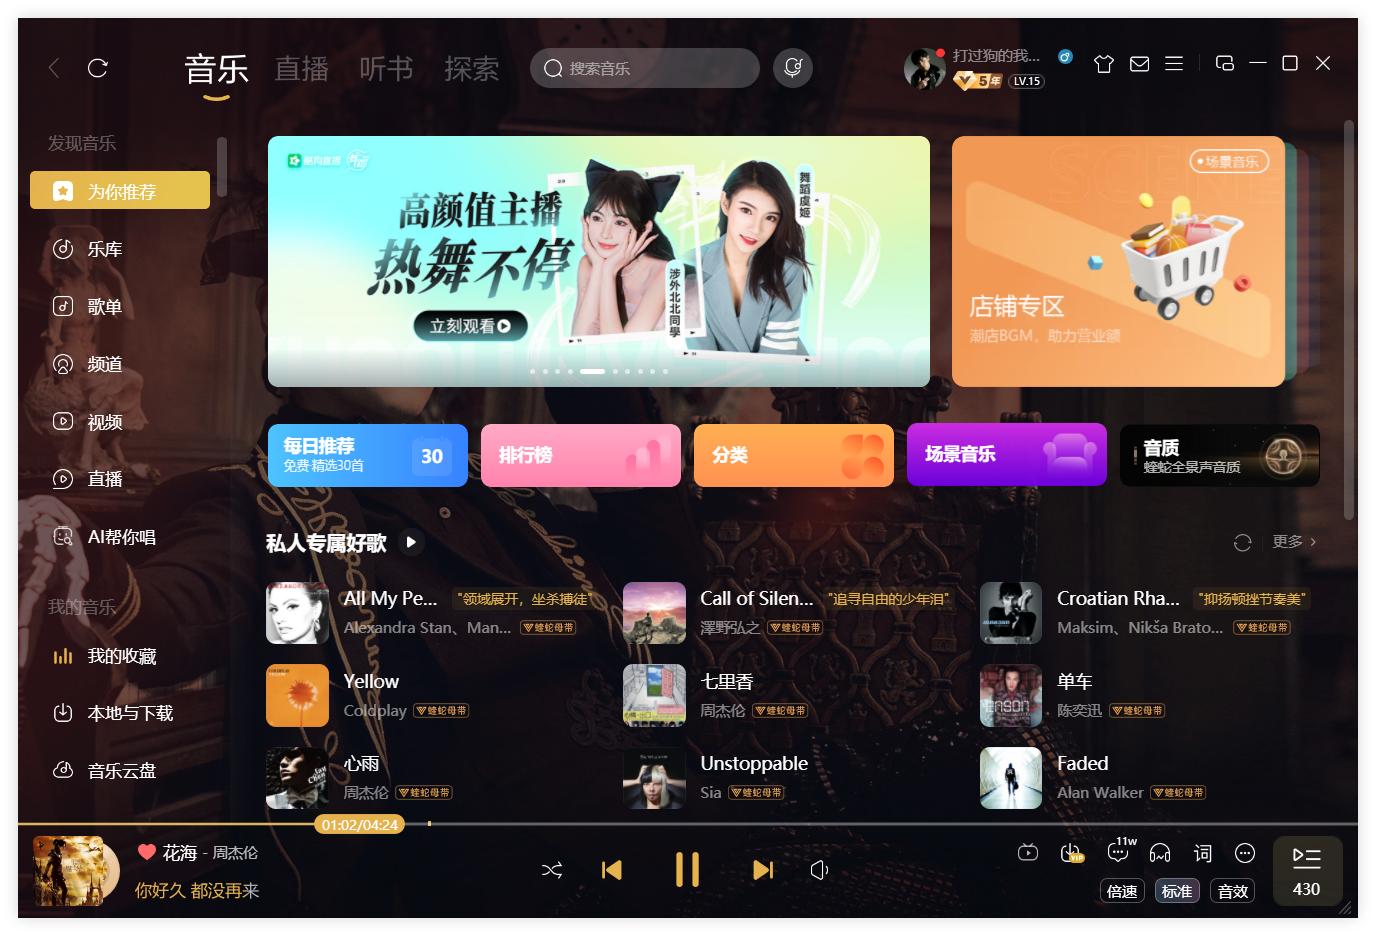 音乐 直播 听书 探索
搜索音乐
打过狗的我...
5年 LV.15
发现音乐
为你推荐
乐库
歌单
频道
视频
直播
AI帮你唱
我的音乐
我的收藏
本地与下载
音乐云盘
酷狗直播
高颜值主播
热舞不停
立刻观看
涉外北北同學
舞蹈虞姬
场景音乐
店铺专区
潮店BGM，助力营业额
每日推荐
免费 精选30首
30
排行榜
分类
场景音乐
音质
蝰蛇全景声音质
私人专属好歌
更多
All My Pe... "领域展开，坐杀搏徒"
Alexandra Stan、Man... 蝰蛇母带
Call of Silen... "追寻自由的少年泪"
澤野弘之 蝰蛇母带
Croatian Rha... "抑扬顿挫节奏美"
Maksim、Nikša Brato... 蝰蛇母带
Yellow
Coldplay 蝰蛇母带
七里香
周杰伦 蝰蛇母带
单车
陈奕迅 蝰蛇母带
心雨
周杰伦 蝰蛇母带
Unstoppable
Sia 蝰蛇母带
Faded
Alan Walker 蝰蛇母带
01:02/04:24
花海 - 周杰伦
你好久 都没再来
VIP
11w
词
倍速 标准 音效
430